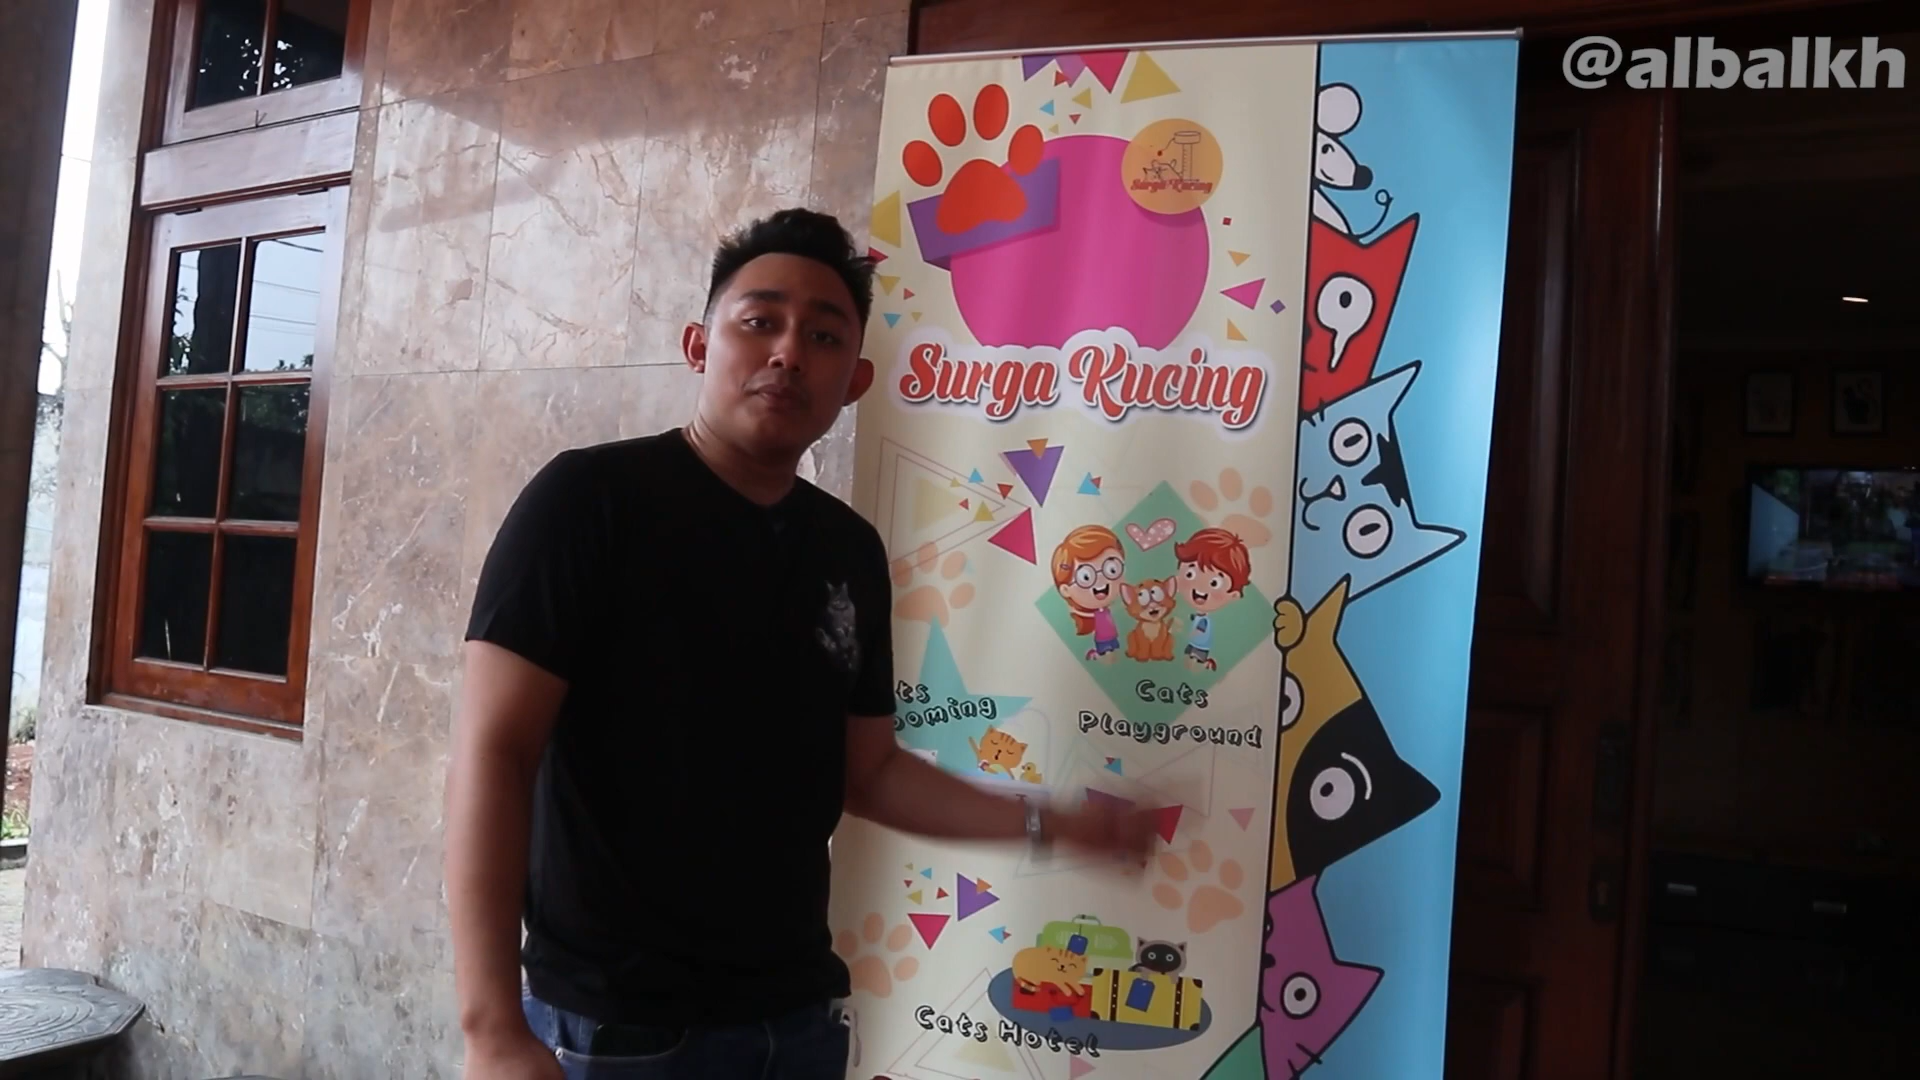 @albalkh
Surga Kucing
Surga Kucing
Cats
Playground
Cats Hotel